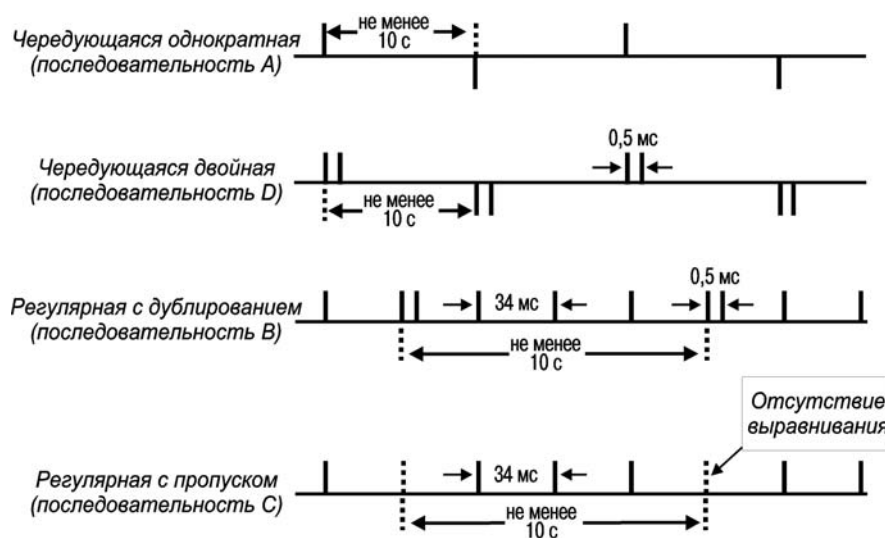 Чередующаяся однократная
(последовательность A)
не менее
10 с
Чередующаяся двойная
(последовательность D)
0,5 мс
не менее
10 с
Регулярная с дублированием
(последовательность B)
34 мс
0,5 мс
не менее
10 с
Отсутствие
выравнивания
Регулярная с пропуском
(последовательность C)
34 мс
не менее
10 с